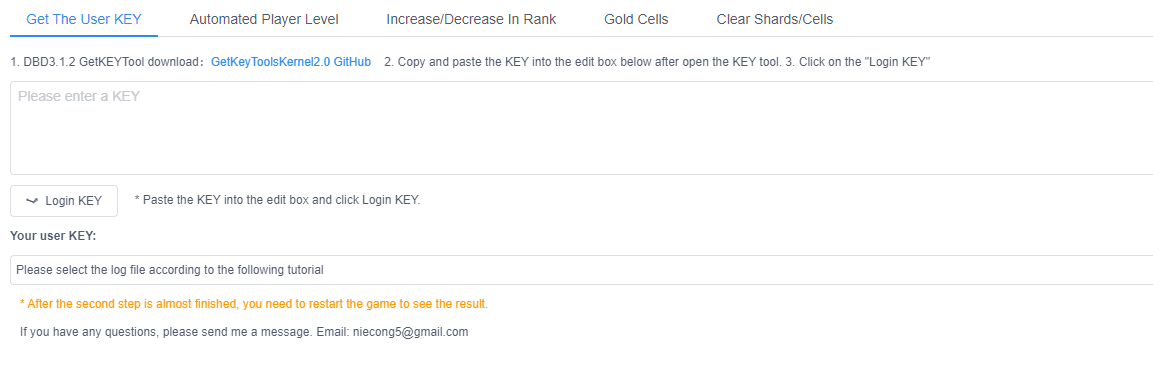 Get The User KEY Automated Player Level Increase/Decrease In Rank Gold Cells Clear Shards/Cells
1. DBD3.1.2 GetKEYTool download： GetKeyToolsKernel2.0 GitHub 2. Copy and paste the KEY into the edit box below after open the KEY tool. 3. Click on the "Login KEY"
Please enter a KEY
Login KEY * Paste the KEY into the edit box and click Login KEY.
Your user KEY:
Please select the log file according to the following tutorial
* After the second step is almost finished, you need to restart the game to see the result.
If you have any questions, please send me a message. Email: niecong5@gmail.com